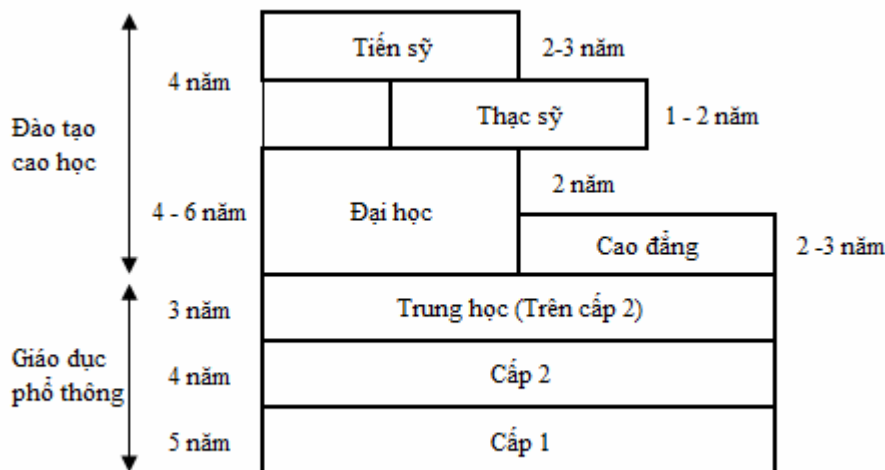 Tiến sỹ
2-3 năm
4 năm
Thạc sỹ
1 - 2 năm
Đào tạo
cao học
2 năm
4 - 6 năm
Đại học
Cao đẳng
2 -3 năm
3 năm
Trung học (Trên cấp 2)
Giáo dục
phổ thông
4 năm
Cấp 2
5 năm
Cấp 1